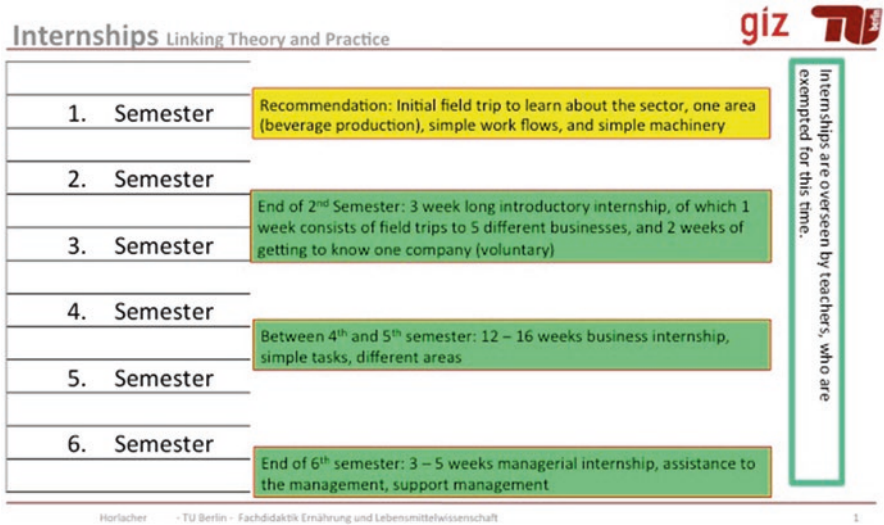 Internships Linking Theory and Practice
giz
TU
berlin
1. Semester
Recommendation: Initial field trip to learn about the sector, one area
(beverage production), simple work flows, and simple machinery
2. Semester
End of 2nd Semester: 3 week long introductory internship, of which 1
week consists of field trips to 5 different businesses, and 2 weeks of
getting to know one company (voluntary)
3. Semester
4. Semester
Between 4th and 5th semester: 12 – 16 weeks business internship,
simple tasks, different areas
5. Semester
6. Semester
End of 6th semester: 3 – 5 weeks managerial internship, assistance to
the management, support management
Internships are overseen by teachers, who are
exempted for this time.
Horlacher - TU Berlin - Fachdidaktik Ernährung und Lebensmittelwissenschaft
1